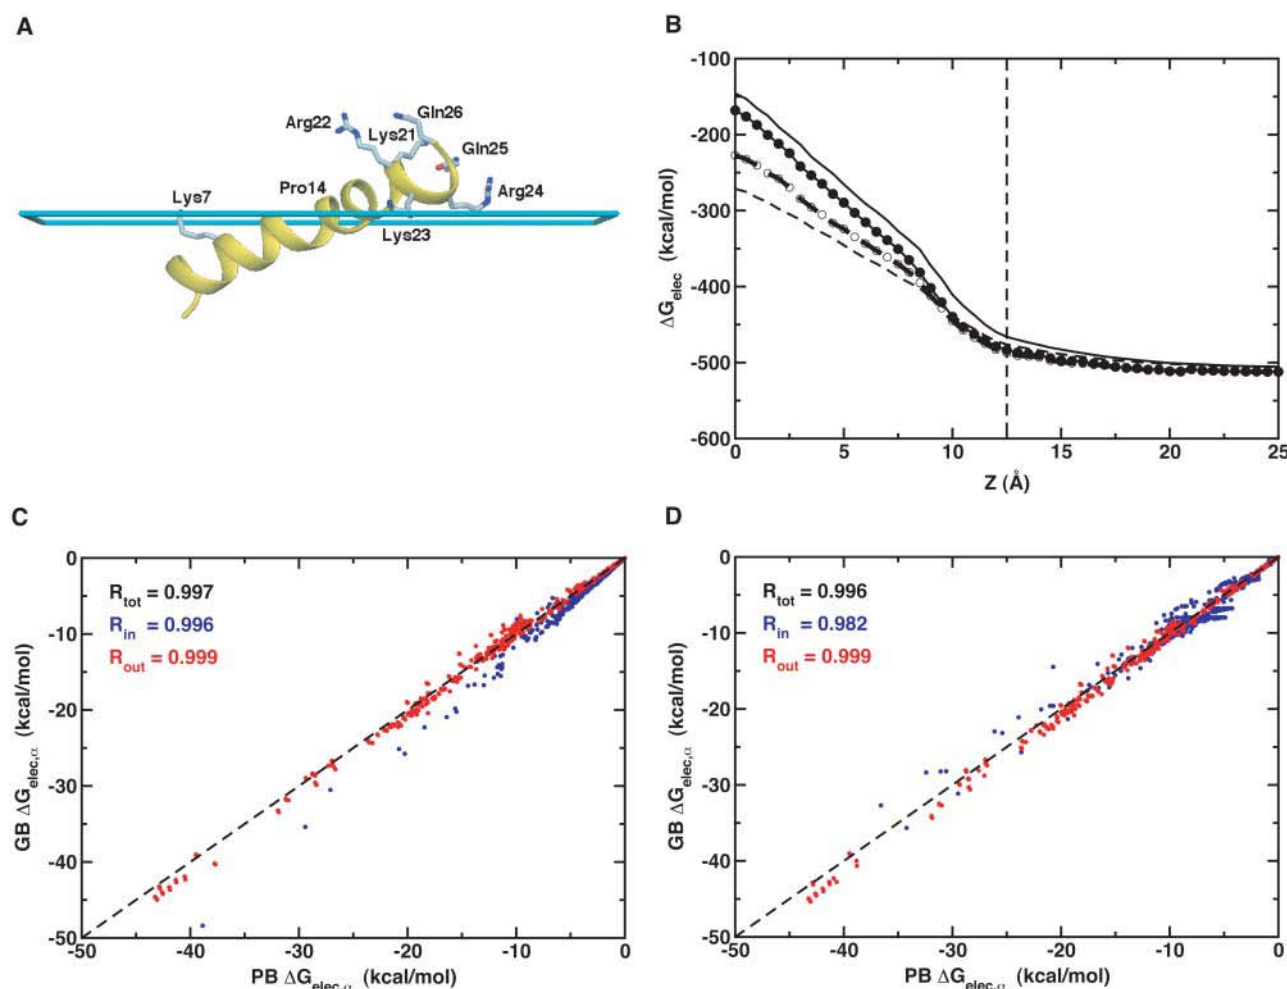 A
Gln26
Arg22
Lys21
Gln25
Pro14
Arg24
Lys7
Lys23
B
-100
-200
-300
-400
-500
-600
ΔG_elec (kcal/mol)
0 5 10 15 20 25
Z (Å)
C
0
-10
-20
-30
-40
-50
GB ΔG_elec,α (kcal/mol)
R_tot = 0.997
R_in = 0.996
R_out = 0.999
-50 -40 -30 -20 -10 0
PB ΔG_elec,α (kcal/mol)
D
0
-10
-20
-30
-40
-50
GB ΔG_elec,α (kcal/mol)
R_tot = 0.996
R_in = 0.982
R_out = 0.999
-50 -40 -30 -20 -10 0
PB ΔG_elec,α (kcal/mol)